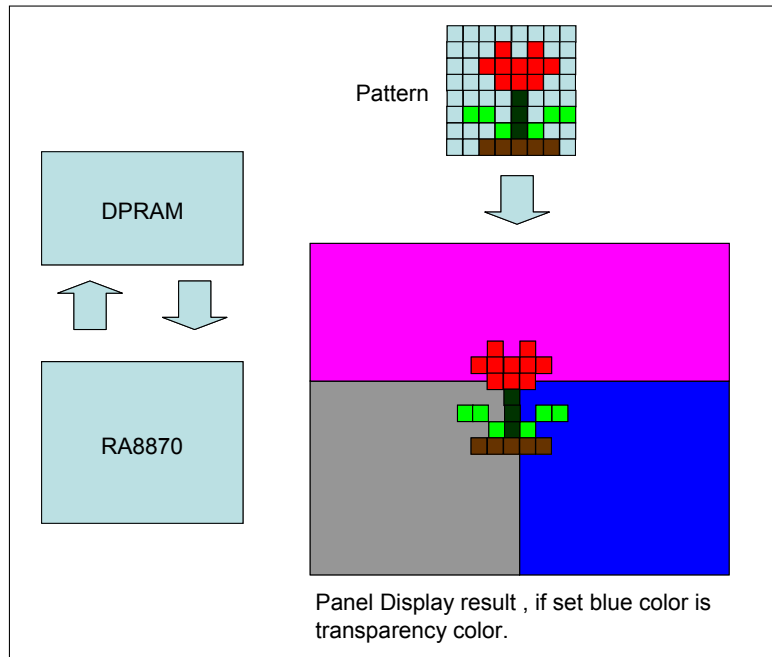 Pattern
DPRAM
RA8870
Panel Display result , if set blue color is
transparency color.